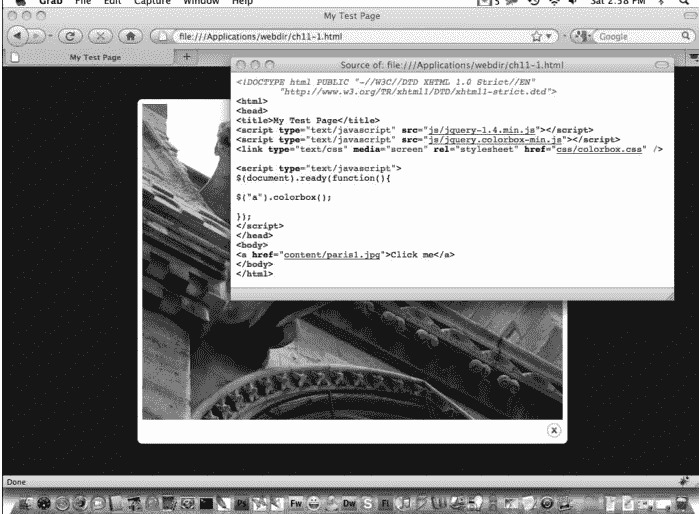 Grab File Edit Capture Window Help
Sat 2:38 PM
My Test Page
file:///Applications/webdir/ch11-1.html
Google
My Test Page
Source of: file:///Applications/webdir/ch11-1.html
<!DOCTYPE html PUBLIC "-//W3C//DTD XHTML 1.0 Strict//EN"
"http://www.w3.org/TR/xhtml1/DTD/xhtml1-strict.dtd">
<html>
<head>
<title>My Test Page</title>
<script type="text/javascript" src="js/jquery-1.4.min.js"></script>
<script type="text/javascript" src="js/jquery.colorbox-min.js"></script>
<link type="text/css" media="screen" rel="stylesheet" href="css/colorbox.css" />
<script type="text/javascript">
$(document).ready(function(){
$("a").colorbox();
});
</script>
</head>
<body>
<a href="content/paris1.jpg">Click me</a>
</body>
</html>
Done
Ps Fw Dw S FL